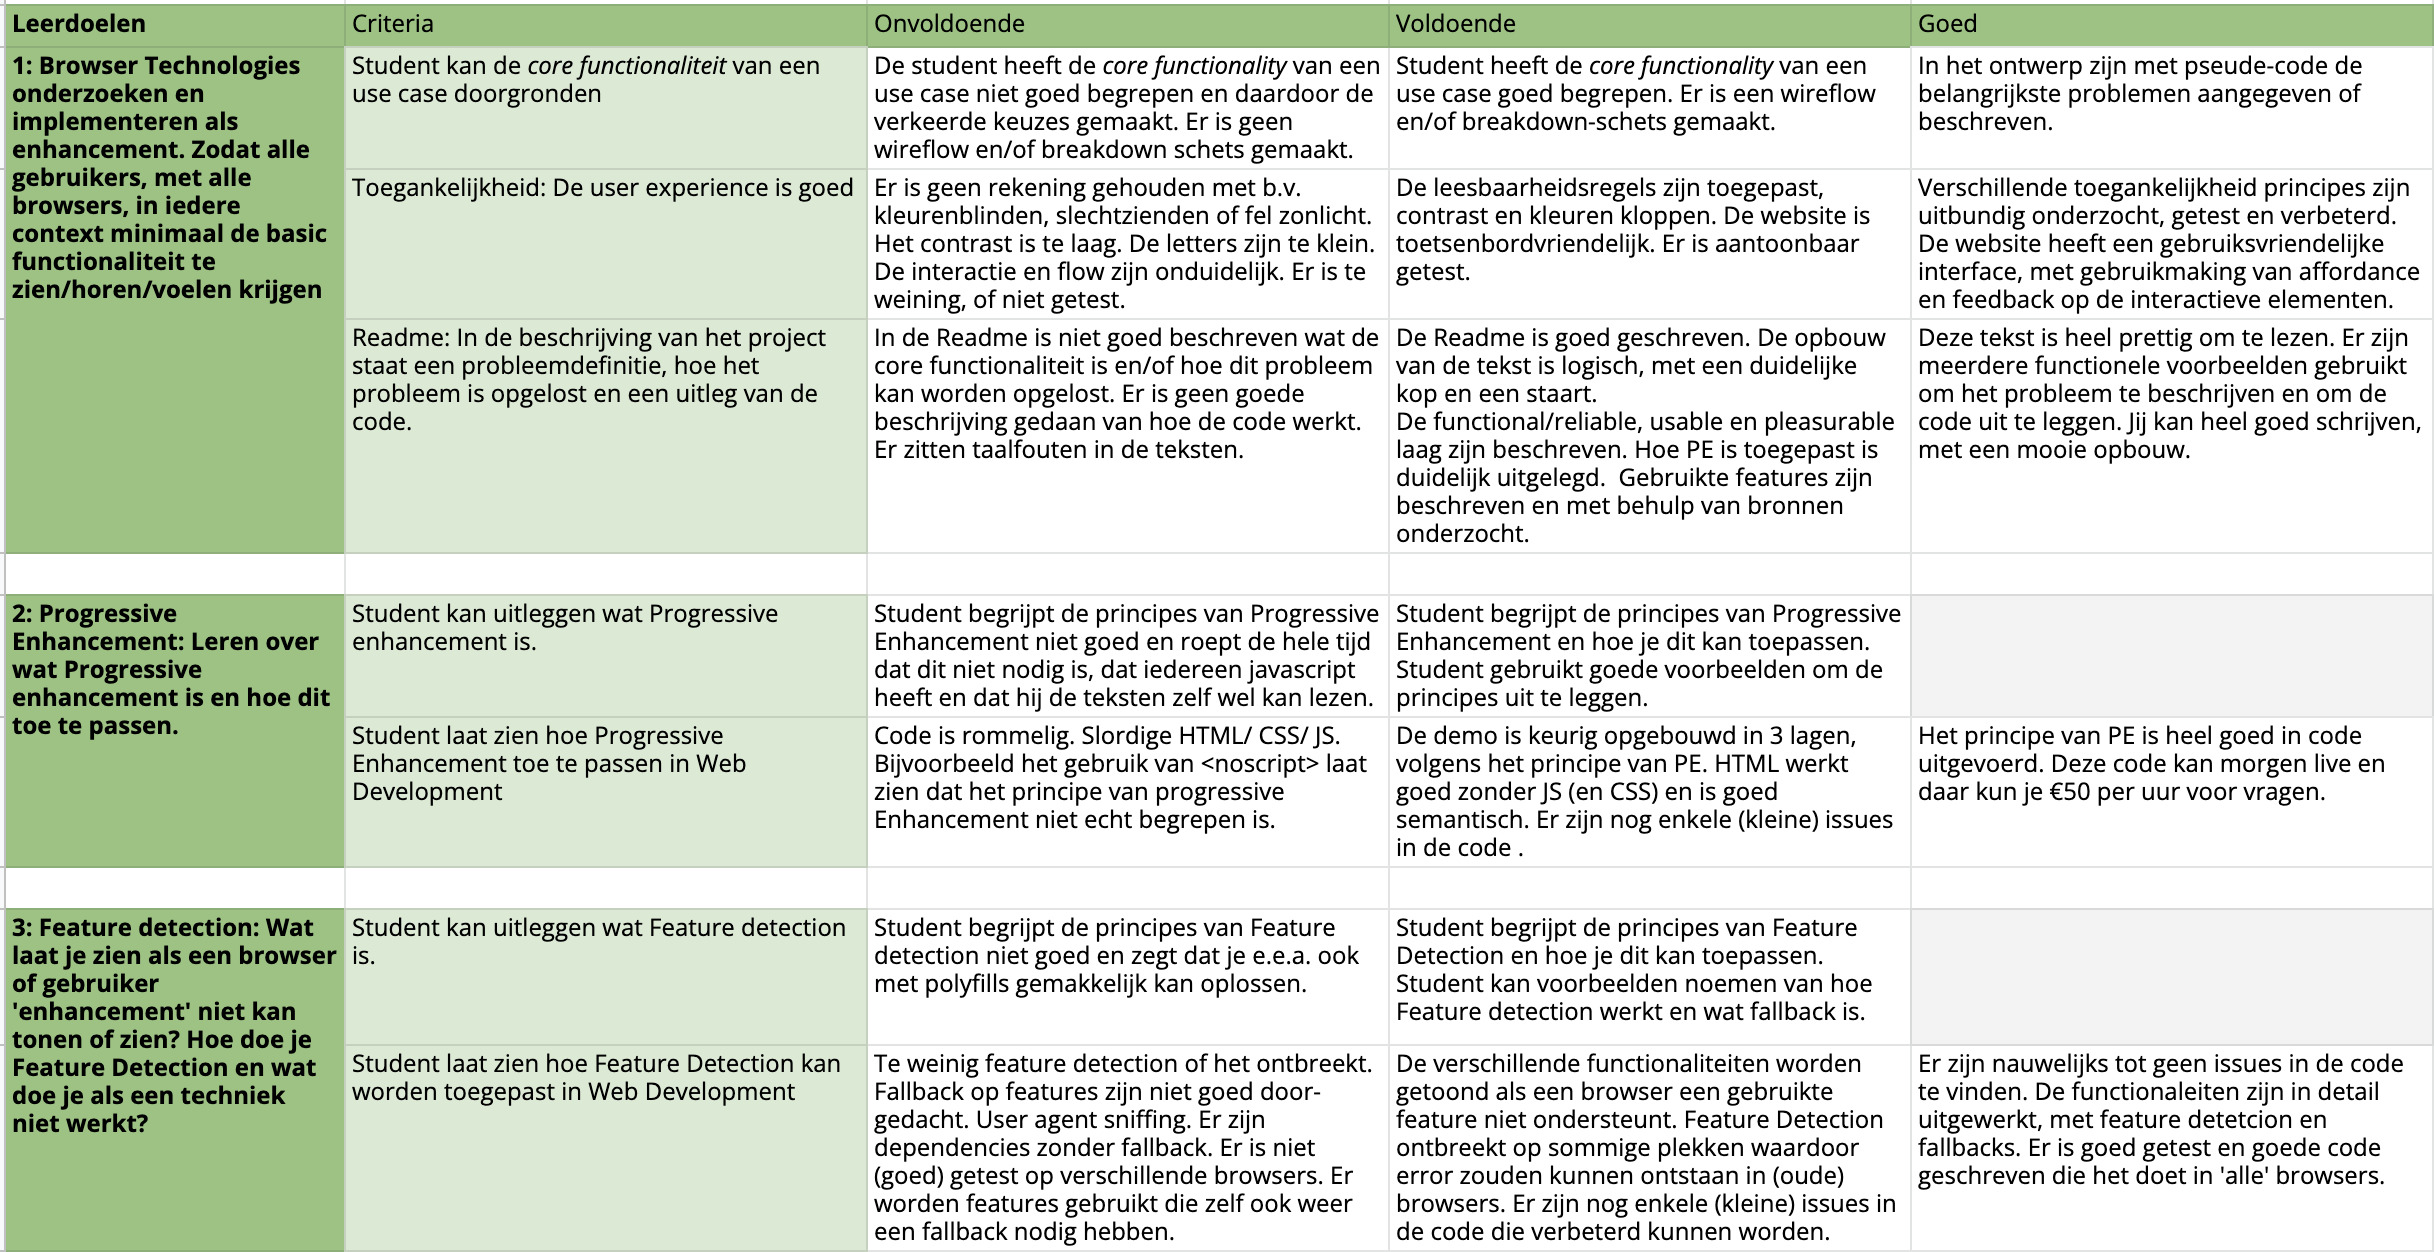 Leerdoelen
Criteria
Onvoldoende
Voldoende
Goed
1: Browser Technologies
onderzoeken en
implementeren als
enhancement. Zodat alle
gebruikers, met alle
browsers, in iedere
context minimaal de basic
functionaliteit te
zien/horen/voelen krijgen
Student kan de core functionaliteit van een
use case doorgronden
De student heeft de core functionality van een
use case niet goed begrepen en daardoor de
verkeerde keuzes gemaakt. Er is geen
wireflow en/of breakdown schets gemaakt.
Student heeft de core functionality van een
use case goed begrepen. Er is een wireflow
en/of breakdown-schets gemaakt.
In het ontwerp zijn met pseude-code de
belangrijkste problemen aangegeven of
beschreven.
Toegankelijkheid: De user experience is goed
Er is geen rekening gehouden met b.v.
kleurenblinden, slechtzienden of fel zonlicht.
Het contrast is te laag. De letters zijn te klein.
De interactie en flow zijn onduidelijk. Er is te
weining, of niet getest.
De leesbaarheidsregels zijn toegepast,
contrast en kleuren kloppen. De website is
toetsenbordvriendelijk. Er is aantoonbaar
getest.
Verschillende toegankelijkheid principes zijn
uitbundig onderzocht, getest en verbeterd.
De website heeft een gebruiksvriendelijke
interface, met gebruikmaking van affordance
en feedback op de interactieve elementen.
Readme: In de beschrijving van het project
staat een probleemdefinitie, hoe het
probleem is opgelost en een uitleg van de
code.
In de Readme is niet goed beschreven wat de
core functionaliteit is en/of hoe dit probleem
kan worden opgelost. Er is geen goede
beschrijving gedaan van hoe de code werkt.
Er zitten taalfouten in de teksten.
De Readme is goed geschreven. De opbouw
van de tekst is logisch, met een duidelijke
kop en een staart.
De functional/reliable, usable en pleasurable
laag zijn beschreven. Hoe PE is toegepast is
duidelijk uitgelegd.  Gebruikte features zijn
beschreven en met behulp van bronnen
onderzocht.
Deze tekst is heel prettig om te lezen. Er zijn
meerdere functionele voorbeelden gebruikt
om het probleem te beschrijven en om de
code uit te leggen. Jij kan heel goed schrijven,
met een mooie opbouw.
2: Progressive
Enhancement: Leren over
wat Progressive
enhancement is en hoe dit
toe te passen.
Student kan uitleggen wat Progressive
enhancement is.
Student begrijpt de principes van Progressive
Enhancement niet goed en roept de hele tijd
dat dit niet nodig is, dat iedereen javascript
heeft en dat hij de teksten zelf wel kan lezen.
Student begrijpt de principes van Progressive
Enhancement en hoe je dit kan toepassen.
Student gebruikt goede voorbeelden om de
principes uit te leggen.
Student laat zien hoe Progressive
Enhancement toe te passen in Web
Development
Code is rommelig. Slordige HTML/ CSS/ JS.
Bijvoorbeeld het gebruik van <noscript> laat
zien dat het principe van progressive
Enhancement niet echt begrepen is.
De demo is keurig opgebouwd in 3 lagen,
volgens het principe van PE. HTML werkt
goed zonder JS (en CSS) en is goed
semantisch. Er zijn nog enkele (kleine) issues
in de code .
Het principe van PE is heel goed in code
uitgevoerd. Deze code kan morgen live en
daar kun je €50 per uur voor vragen.
3: Feature detection: Wat
laat je zien als een browser
of gebruiker
'enhancement' niet kan
tonen of zien? Hoe doe je
Feature Detection en wat
doe je als een techniek
niet werkt?
Student kan uitleggen wat Feature detection
is.
Student begrijpt de principes van Feature
detection niet goed en zegt dat je e.e.a. ook
met polyfills gemakkelijk kan oplossen.
Student begrijpt de principes van Feature
Detection en hoe je dit kan toepassen.
Student kan voorbeelden noemen van hoe
Feature detection werkt en wat fallback is.
Student laat zien hoe Feature Detection kan
worden toegepast in Web Development
Te weinig feature detection of het ontbreekt.
Fallback op features zijn niet goed door-
gedacht. User agent sniffing. Er zijn
dependencies zonder fallback. Er is niet
(goed) getest op verschillende browsers. Er
worden features gebruikt die zelf ook weer
een fallback nodig hebben.
De verschillende functionaliteiten worden
getoond als een browser een gebruikte
feature niet ondersteunt. Feature Detection
ontbreekt op sommige plekken waardoor
error zouden kunnen ontstaan in (oude)
browsers. Er zijn nog enkele (kleine) issues in
de code die verbeterd kunnen worden.
Er zijn nauwelijks tot geen issues in de code
te vinden. De functionaleiten zijn in detail
uitgewerkt, met feature detetcion en
fallbacks. Er is goed getest en goede code
geschreven die het doet in 'alle' browsers.